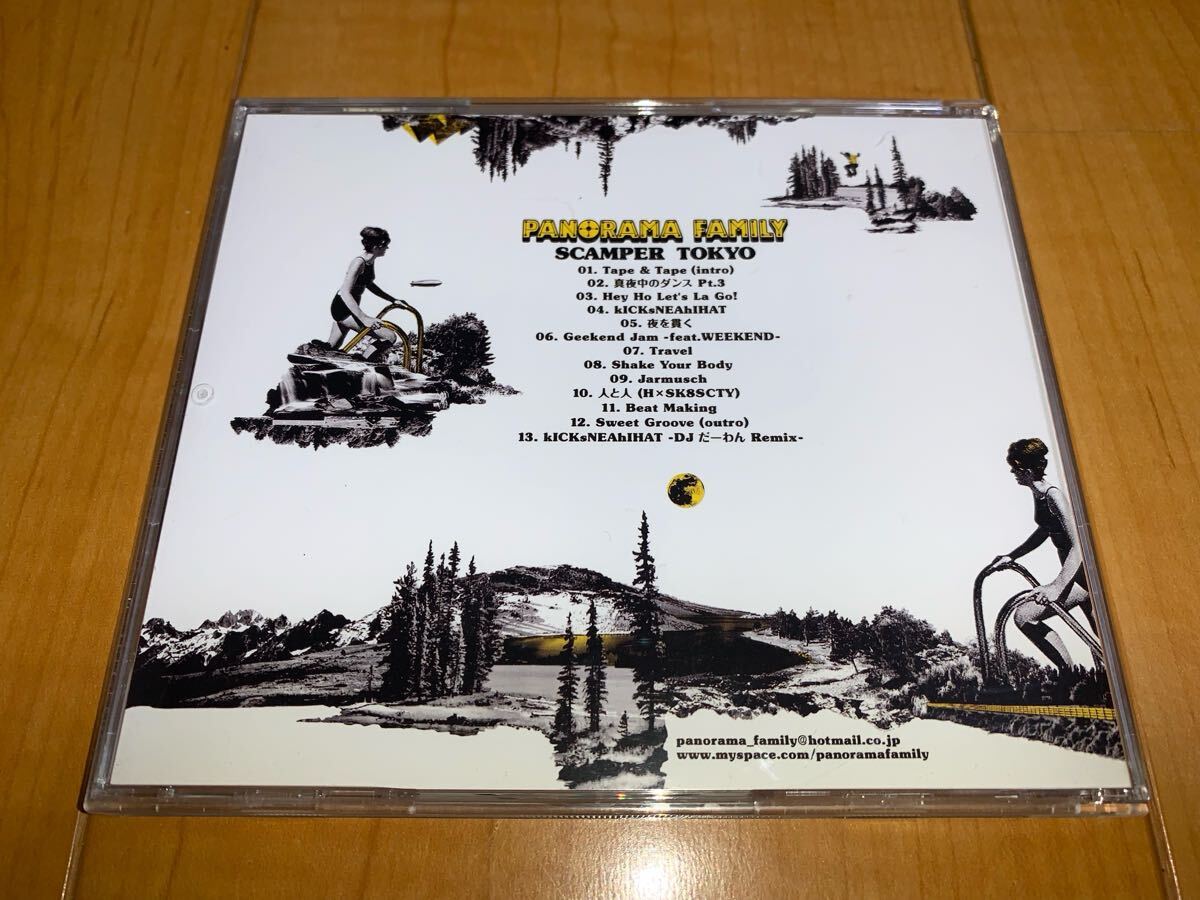 PANORAMA FAMILY
SCAMPER TOKYO
01. Tape & Tape (intro)
02. 真夜中のダンス Pt.3
03. Hey Ho Let's La Go!
04. kICKsNEAhIHAT
05. 夜を貫く
06. Geekend Jam -feat.WEEKEND-
07. Travel
08. Shake Your Body
09. Jarmusch
10. 人と人 (H×SK8SCTY)
11. Beat Making
12. Sweet Groove (outro)
13. kICKsNEAhIHAT -DJ だーわん Remix-
panorama_family@hotmail.co.jp
www.myspace.com/panoramafamily